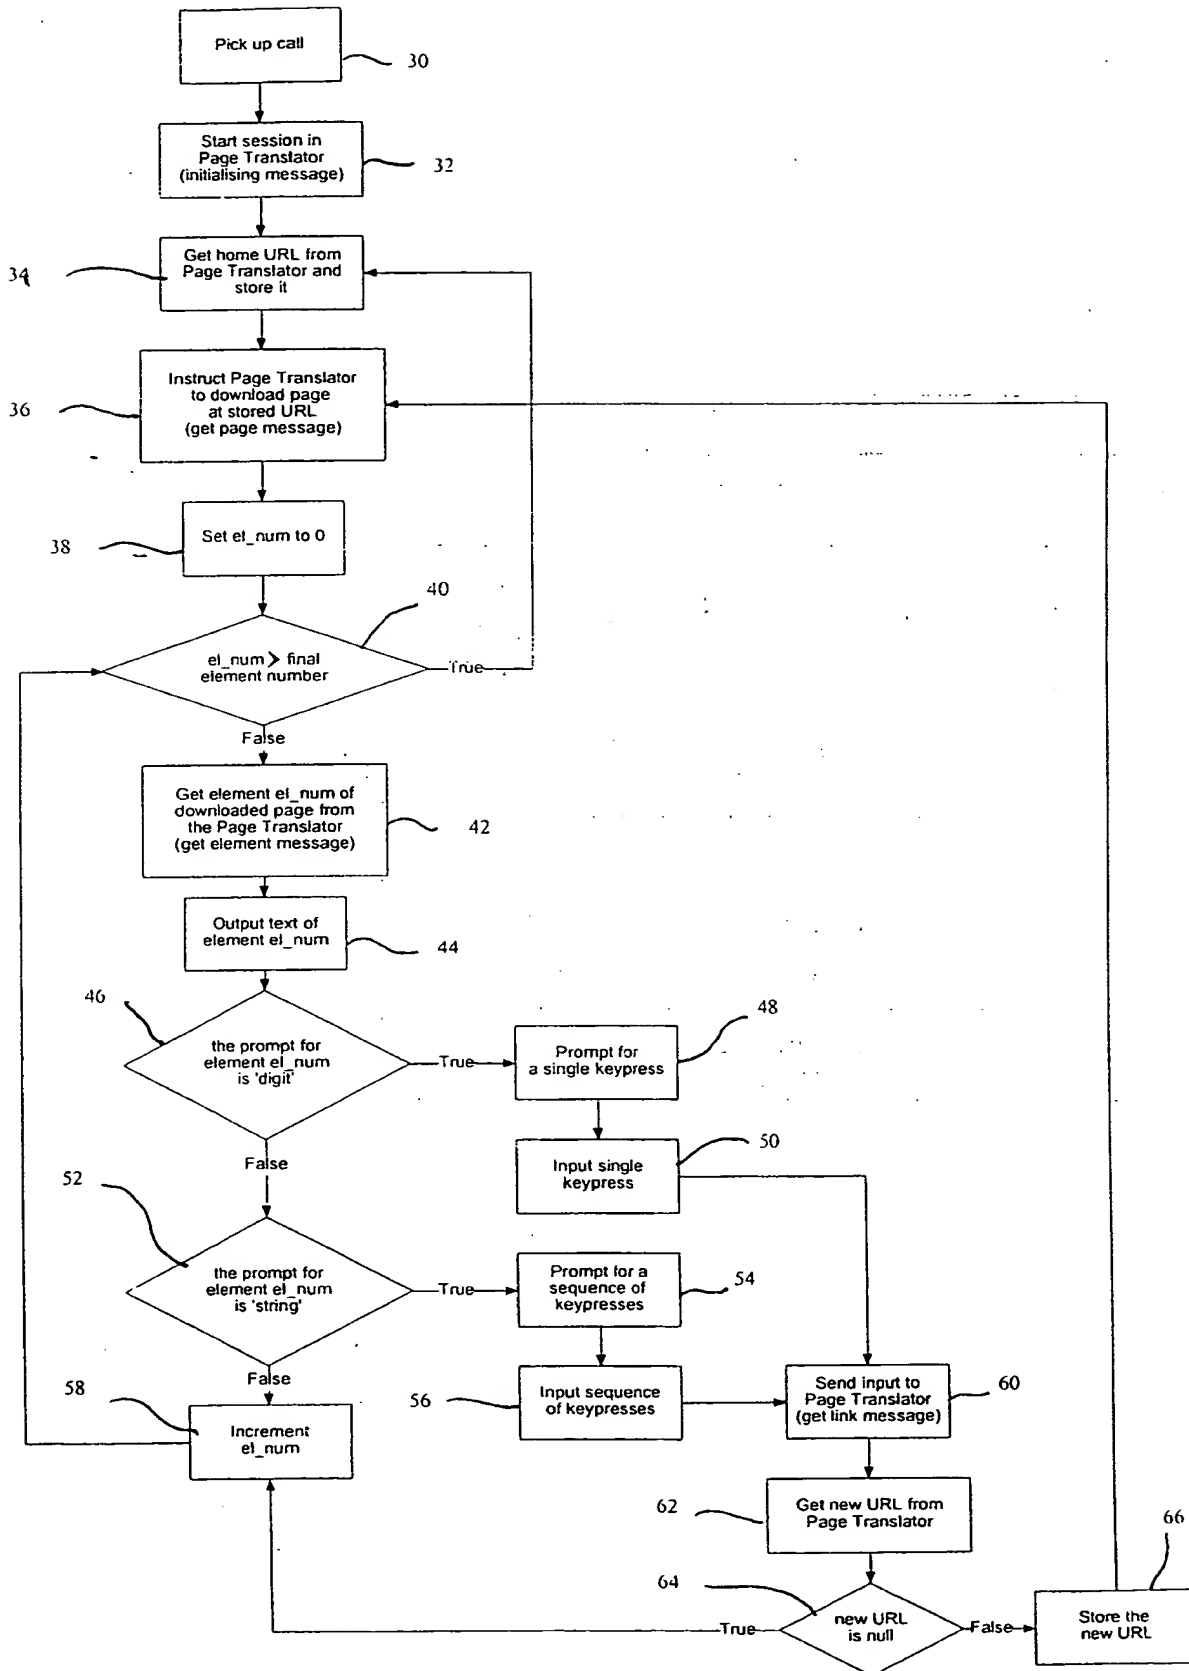 Pick up call
30
Start session in
Page Translator
(initialising message)
32
Get home URL from
Page Translator and
store it
34
Instruct Page Translator
to download page
at stored URL
(get page message)
36
Set el_num to 0
38
40
el_num > final
element number
True
False
Get element el_num of
downloaded page from
the Page Translator
(get element message)
42
Output text of
element el_num
44
46
the prompt for
element el_num
is 'digit'
True
48
Prompt for
a single keypress
False
50
Input single
keypress
52
the prompt for
element el_num
is 'string'
True
Prompt for a
sequence of
keypresses
54
False
58
Increment
el_num
56
Input sequence
of keypresses
Send input to
Page Translator
(get link message)
60
62
Get new URL from
Page Translator
64
new URL
is null
True
False
66
Store the
new URL